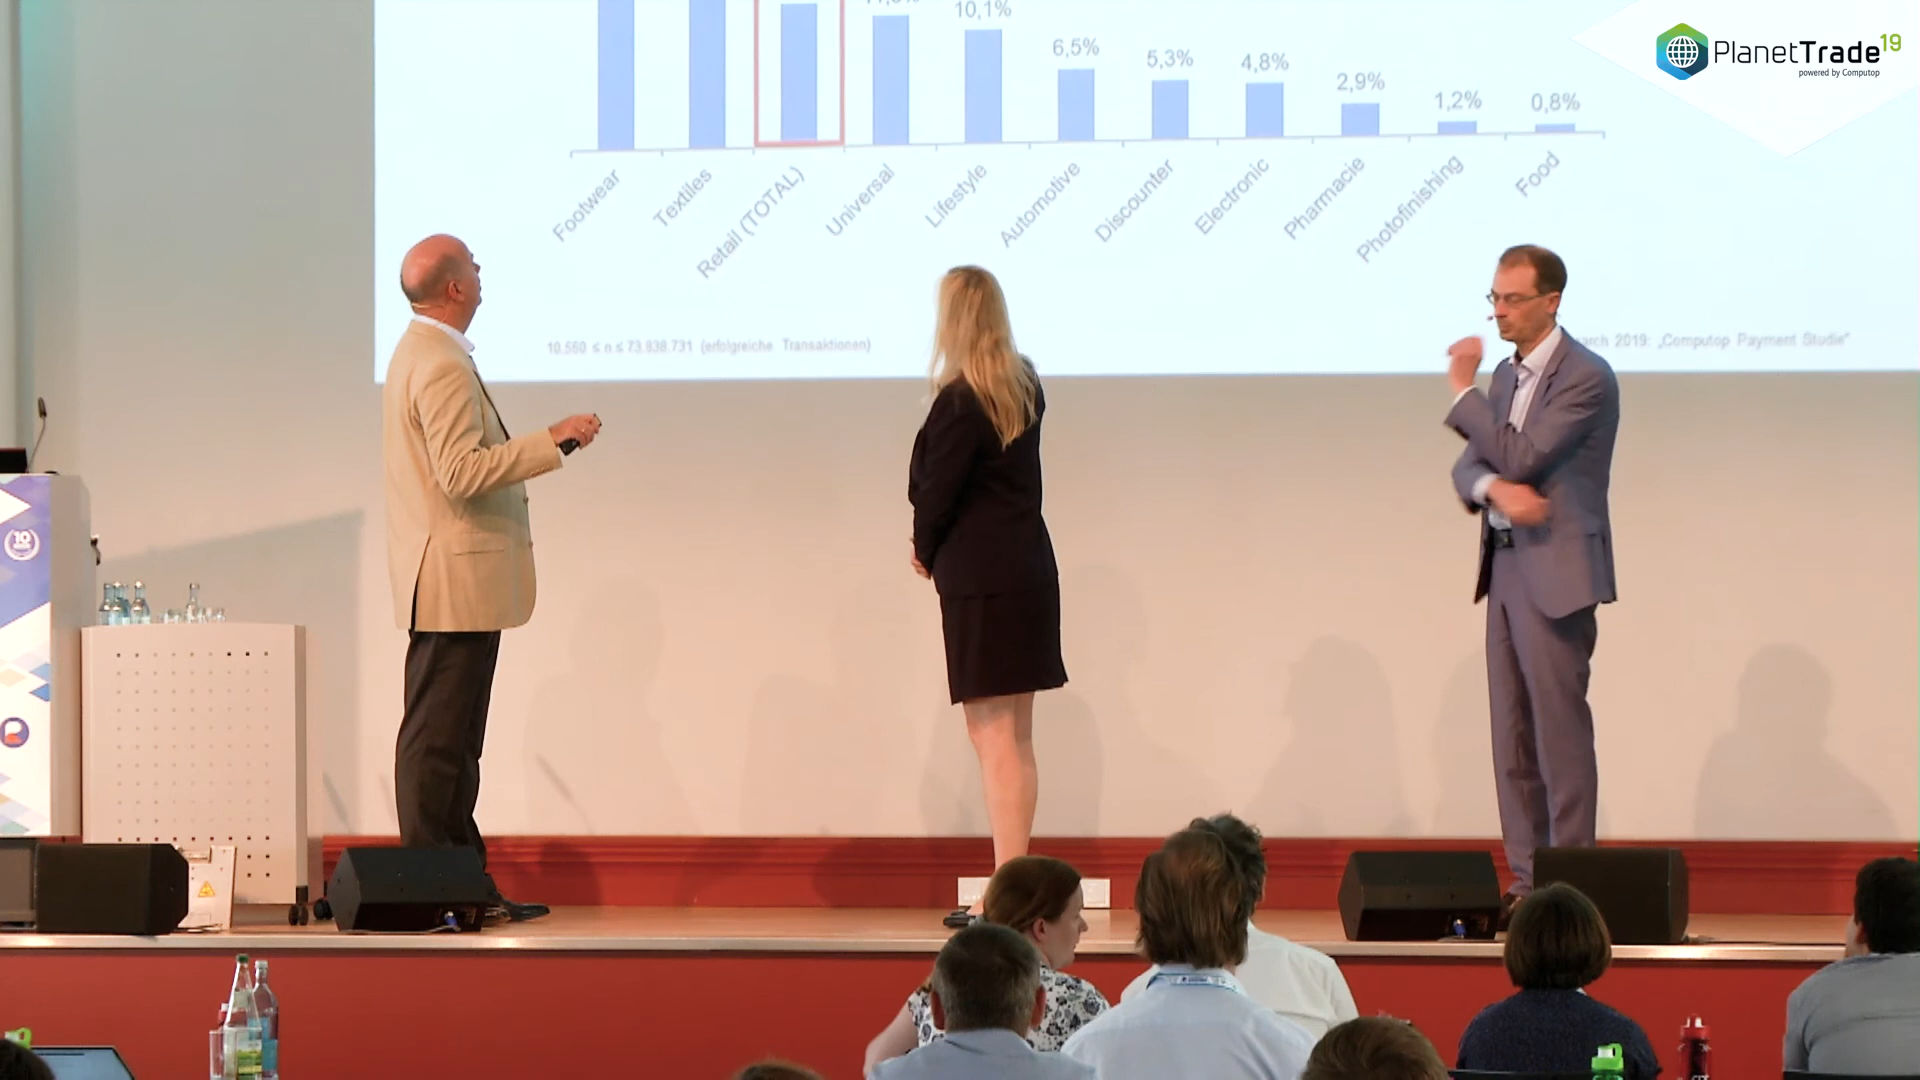 PlanetTrade19
powered by Computop
10,1%
6,5%
5,3%
4,8%
2,9%
1,2%
0,8%
Footwear
Textiles
Retail (TOTAL)
Universal
Lifestyle
Automotive
Discounter
Electronic
Pharmacie
Photofinishing
Food
10.560 ≤ n ≤ 73.838.731 (erfolgreiche Transaktionen)
2019: „Computop Payment Studie"
10